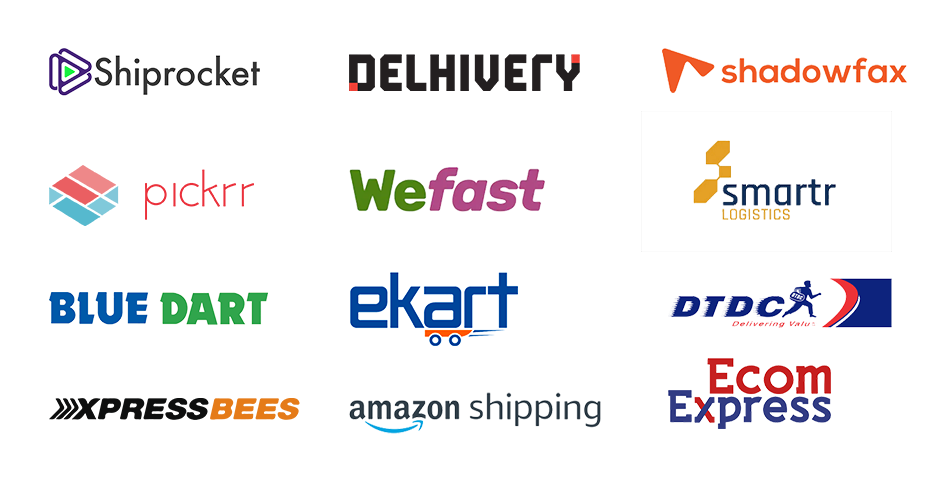 Shiprocket
DELHIVERY
shadowfax
pickrr
Wefast
smartr
LOGISTICS
BLUE DART
ekart
DTDC
Delivering Value
XPRESSBEES
amazon shipping
Ecom
Express